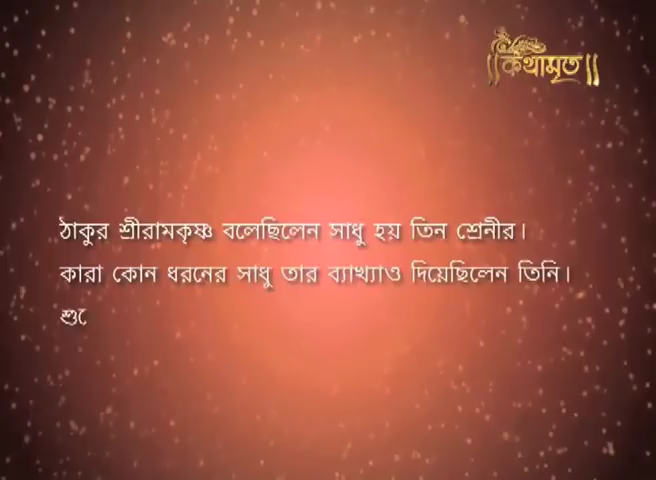 ||কথামৃত||
ঠাকুর শ্রীরামকৃষ্ণ বলেছিলেন সাধু হয় তিন শ্রেনীর।
কারা কোন ধরনের সাধু তার ব্যাখ্যাও দিয়েছিলেন তিনি।